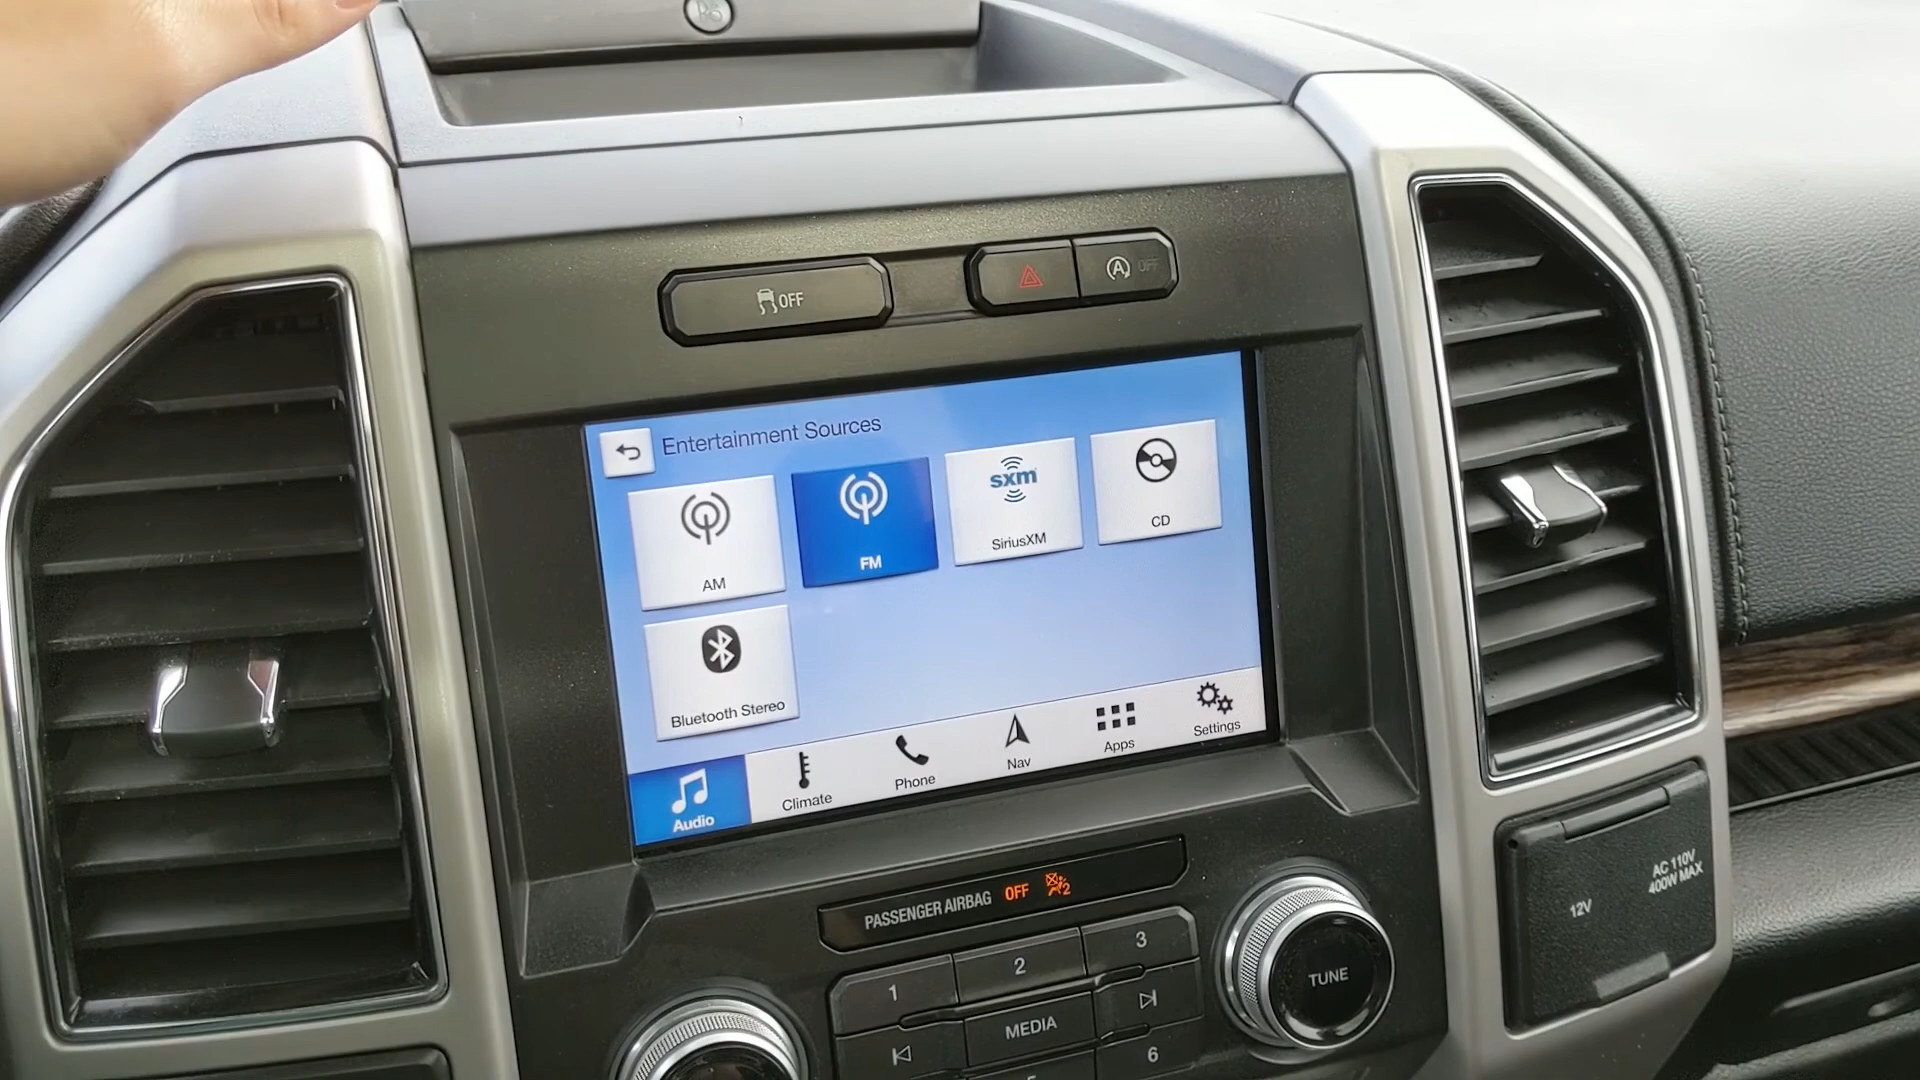 OFF
A OFF
Entertainment Sources
AM
FM
sxm
SiriusXM
CD
Bluetooth Stereo
Audio
Climate
Phone
Nav
Apps
Settings
PASSENGER AIRBAG OFF 2
1
2
3
MEDIA
6
TUNE
12V
AC 110V
400W MAX